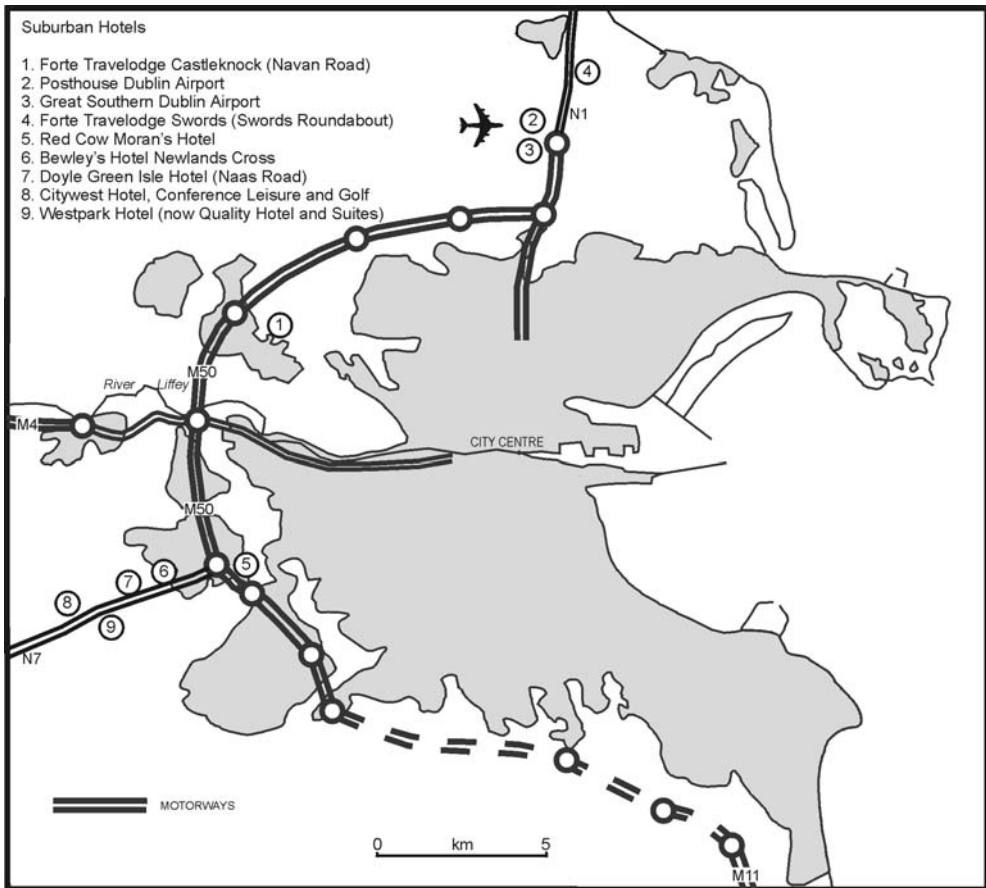 Suburban Hotels
1. Forte Travelodge Castleknock (Navan Road)
2. Posthouse Dublin Airport
3. Great Southern Dublin Airport
4. Forte Travelodge Swords (Swords Roundabout)
5. Red Cow Moran's Hotel
6. Bewley's Hotel Newlands Cross
7. Doyle Green Isle Hotel (Naas Road)
8. Citywest Hotel, Conference Leisure and Golf
9. Westpark Hotel (now Quality Hotel and Suites)
4
N1
2
3
1
M50
River Liffey
M4
CITY CENTRE
M50
5
6
7
8
9
N7
MOTORWAYS
0 km 5
M11